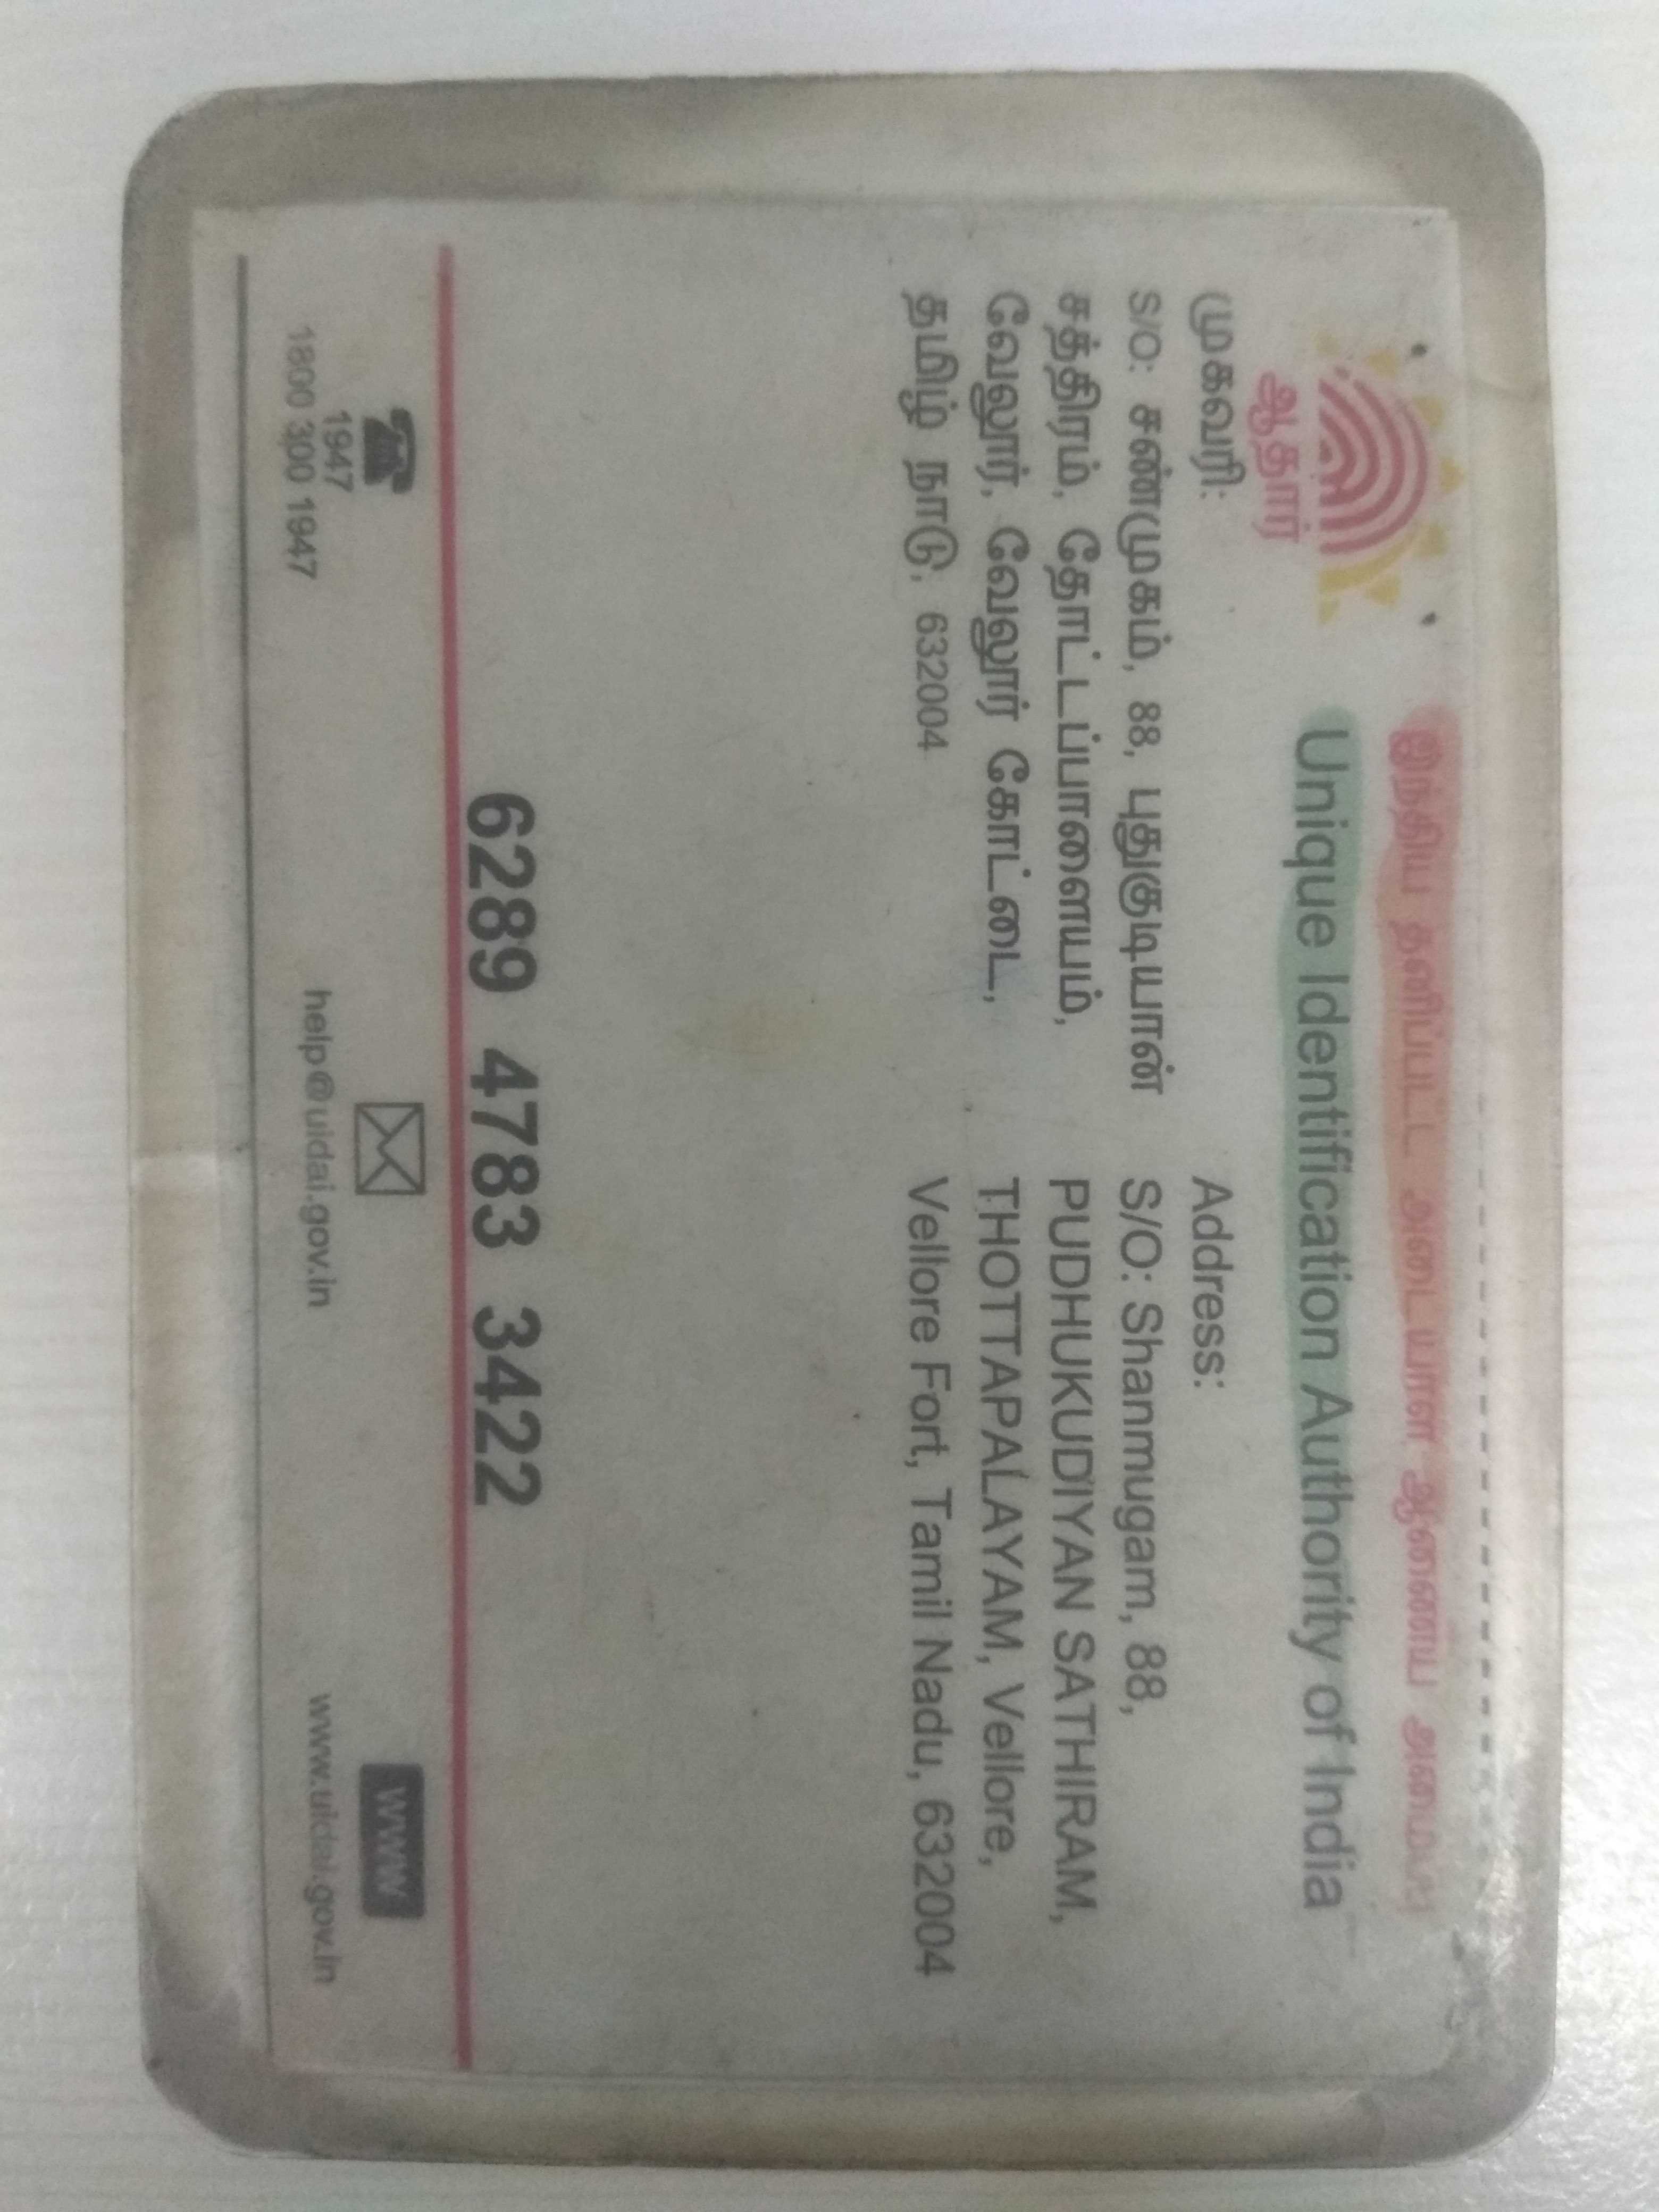 இந்திய தனிப்பட்ட அடையாள ஆணைய அமைப்பு
Unique Identification Authority of India
ஆதார்
முகவரி:
S/O: சண்முகம், 88, புதுகுடியான்
சத்திரம், தோட்டப்பாளையம்,
வேலூர், வேலூர் கோட்டை,
தமிழ் நாடு, 632004
Address:
S/O: Shanmugam, 88,
PUDHUKUDIYAN SATHIRAM,
THOTTAPALAYAM, Vellore,
Vellore Fort, Tamil Nadu, 632004
6289 4783 3422
1947
1800 300 1947
help@uidai.gov.in
WWW
www.uidai.gov.in